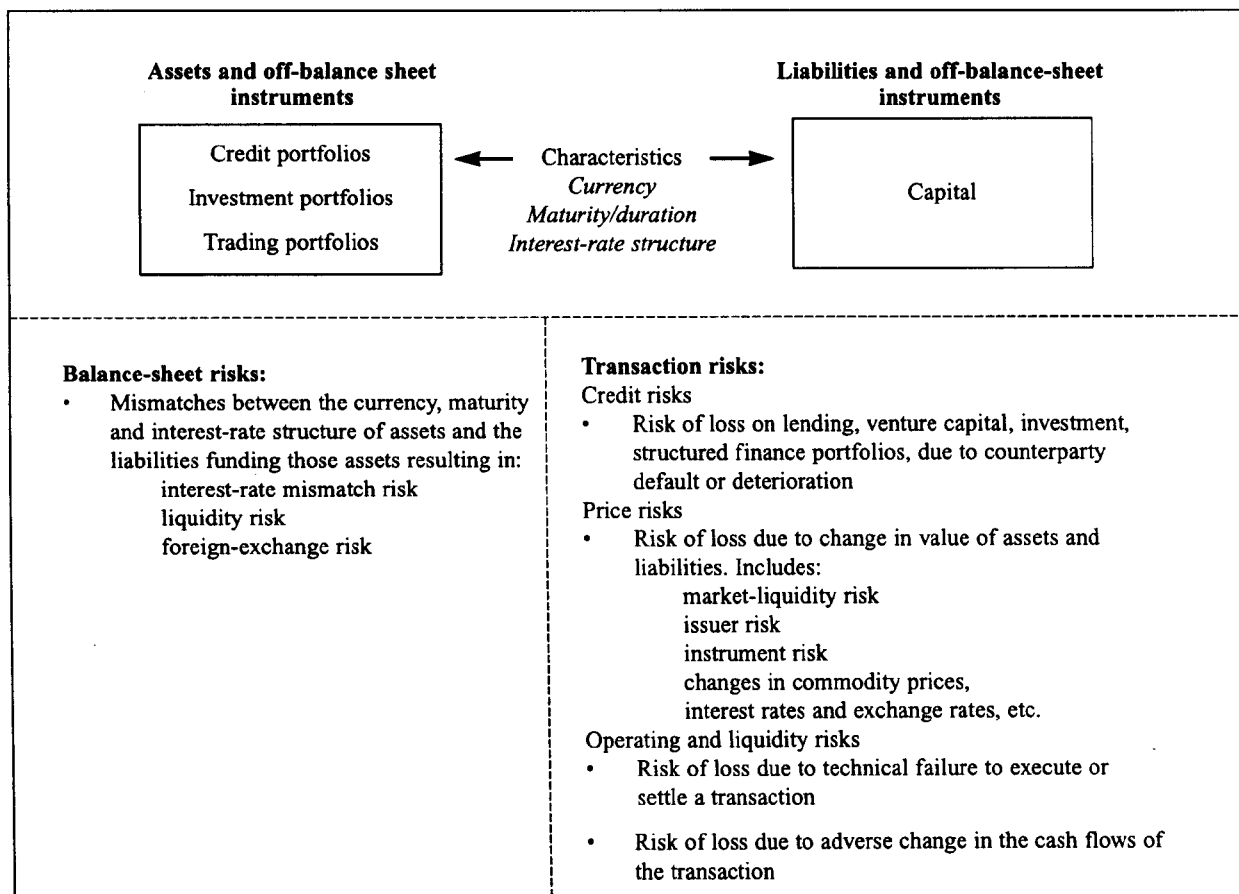 Assets and off-balance sheet
instruments
Credit portfolios
Investment portfolios
Trading portfolios
Characteristics
Currency
Maturity/duration
Interest-rate structure
Liabilities and off-balance-sheet
instruments
Capital
Balance-sheet risks:
• Mismatches between the currency, maturity
and interest-rate structure of assets and the
liabilities funding those assets resulting in:
interest-rate mismatch risk
liquidity risk
foreign-exchange risk
Transaction risks:
Credit risks
• Risk of loss on lending, venture capital, investment,
structured finance portfolios, due to counterparty
default or deterioration
Price risks
• Risk of loss due to change in value of assets and
liabilities. Includes:
market-liquidity risk
issuer risk
instrument risk
changes in commodity prices,
interest rates and exchange rates, etc.
Operating and liquidity risks
• Risk of loss due to technical failure to execute or
settle a transaction
• Risk of loss due to adverse change in the cash flows of
the transaction